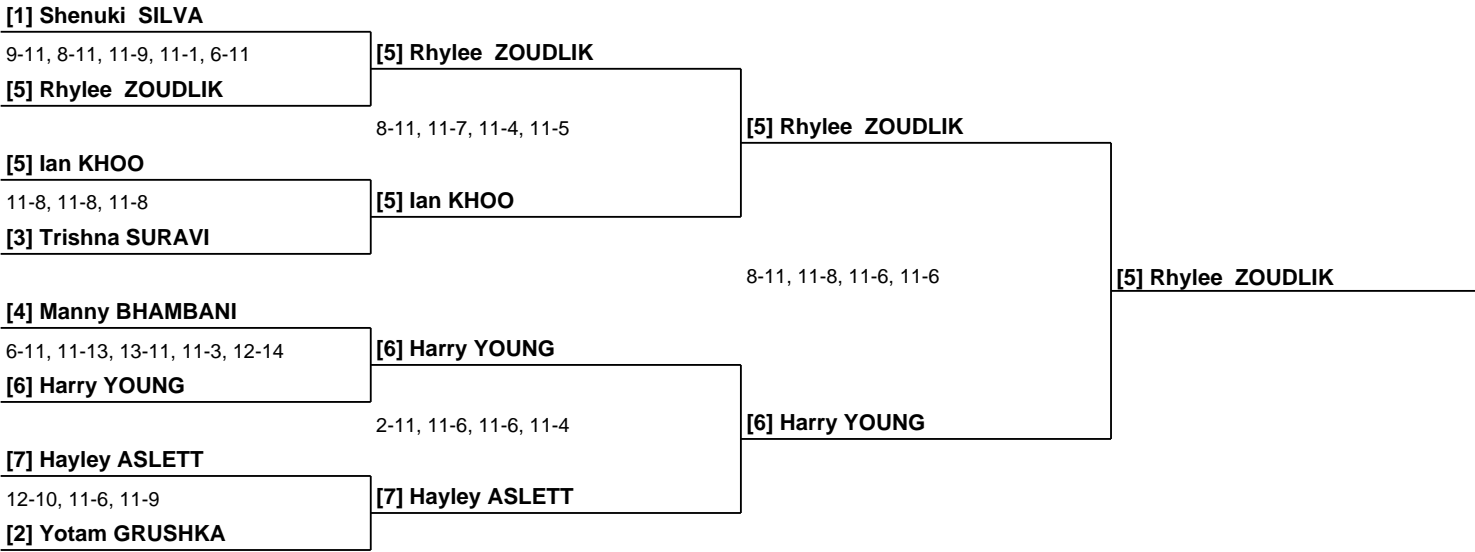 [1] Shenuki  SILVA
9-11, 8-11, 11-9, 11-1, 6-11
[5] Rhylee  ZOUDLIK
[5] Rhylee  ZOUDLIK
8-11, 11-7, 11-4, 11-5
[5] Rhylee  ZOUDLIK
[5] Ian KHOO
11-8, 11-8, 11-8
[5] Ian KHOO
[3] Trishna SURAVI
8-11, 11-8, 11-6, 11-6
[5] Rhylee  ZOUDLIK
[4] Manny BHAMBANI
6-11, 11-13, 13-11, 11-3, 12-14
[6] Harry YOUNG
[6] Harry YOUNG
2-11, 11-6, 11-6, 11-4
[6] Harry YOUNG
[7] Hayley ASLETT
12-10, 11-6, 11-9
[7] Hayley ASLETT
[2] Yotam GRUSHKA